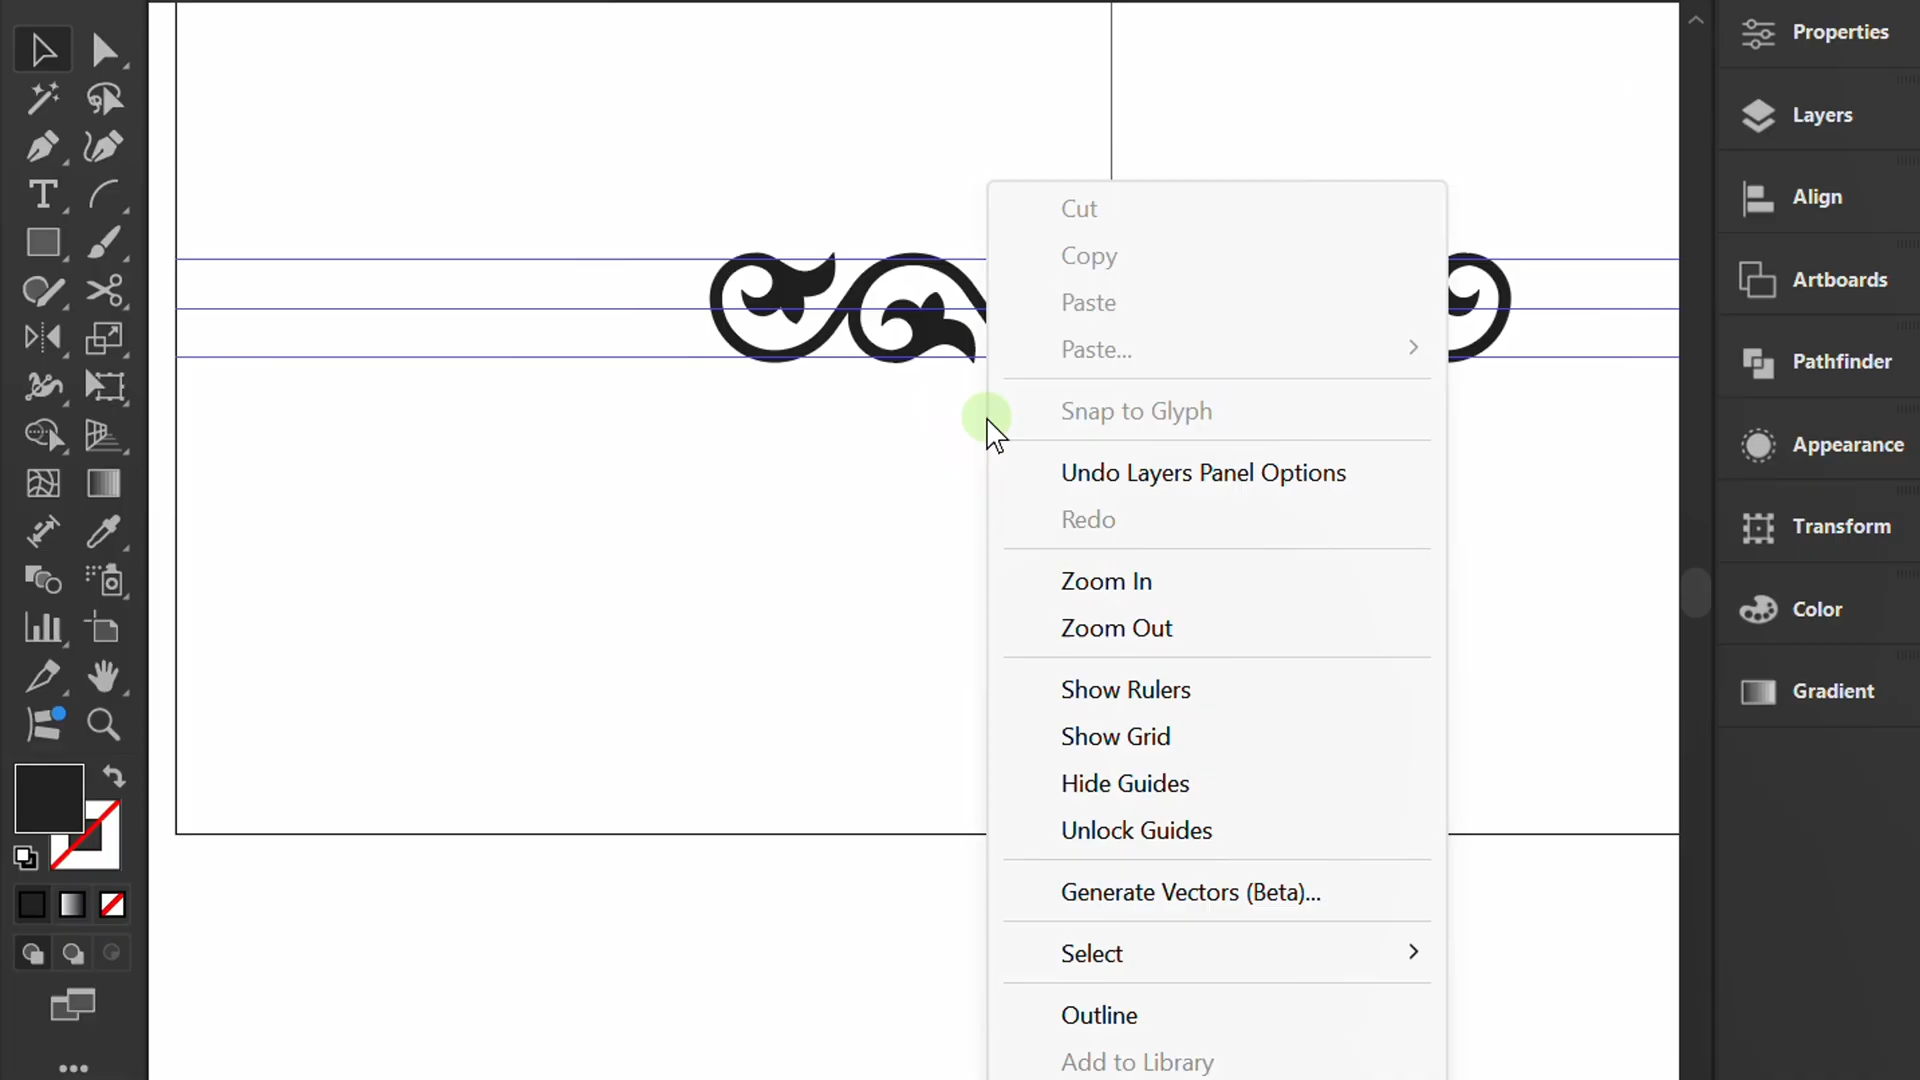 Properties
Layers
Align
Artboards
Pathfinder
Appearance
Transform
Color
Gradient
Cut
Copy
Paste
Paste...
Snap to Glyph
Undo Layers Panel Options
Redo
Zoom In
Zoom Out
Show Rulers
Show Grid
Hide Guides
Unlock Guides
Generate Vectors (Beta)...
Select
Outline
Add to Library